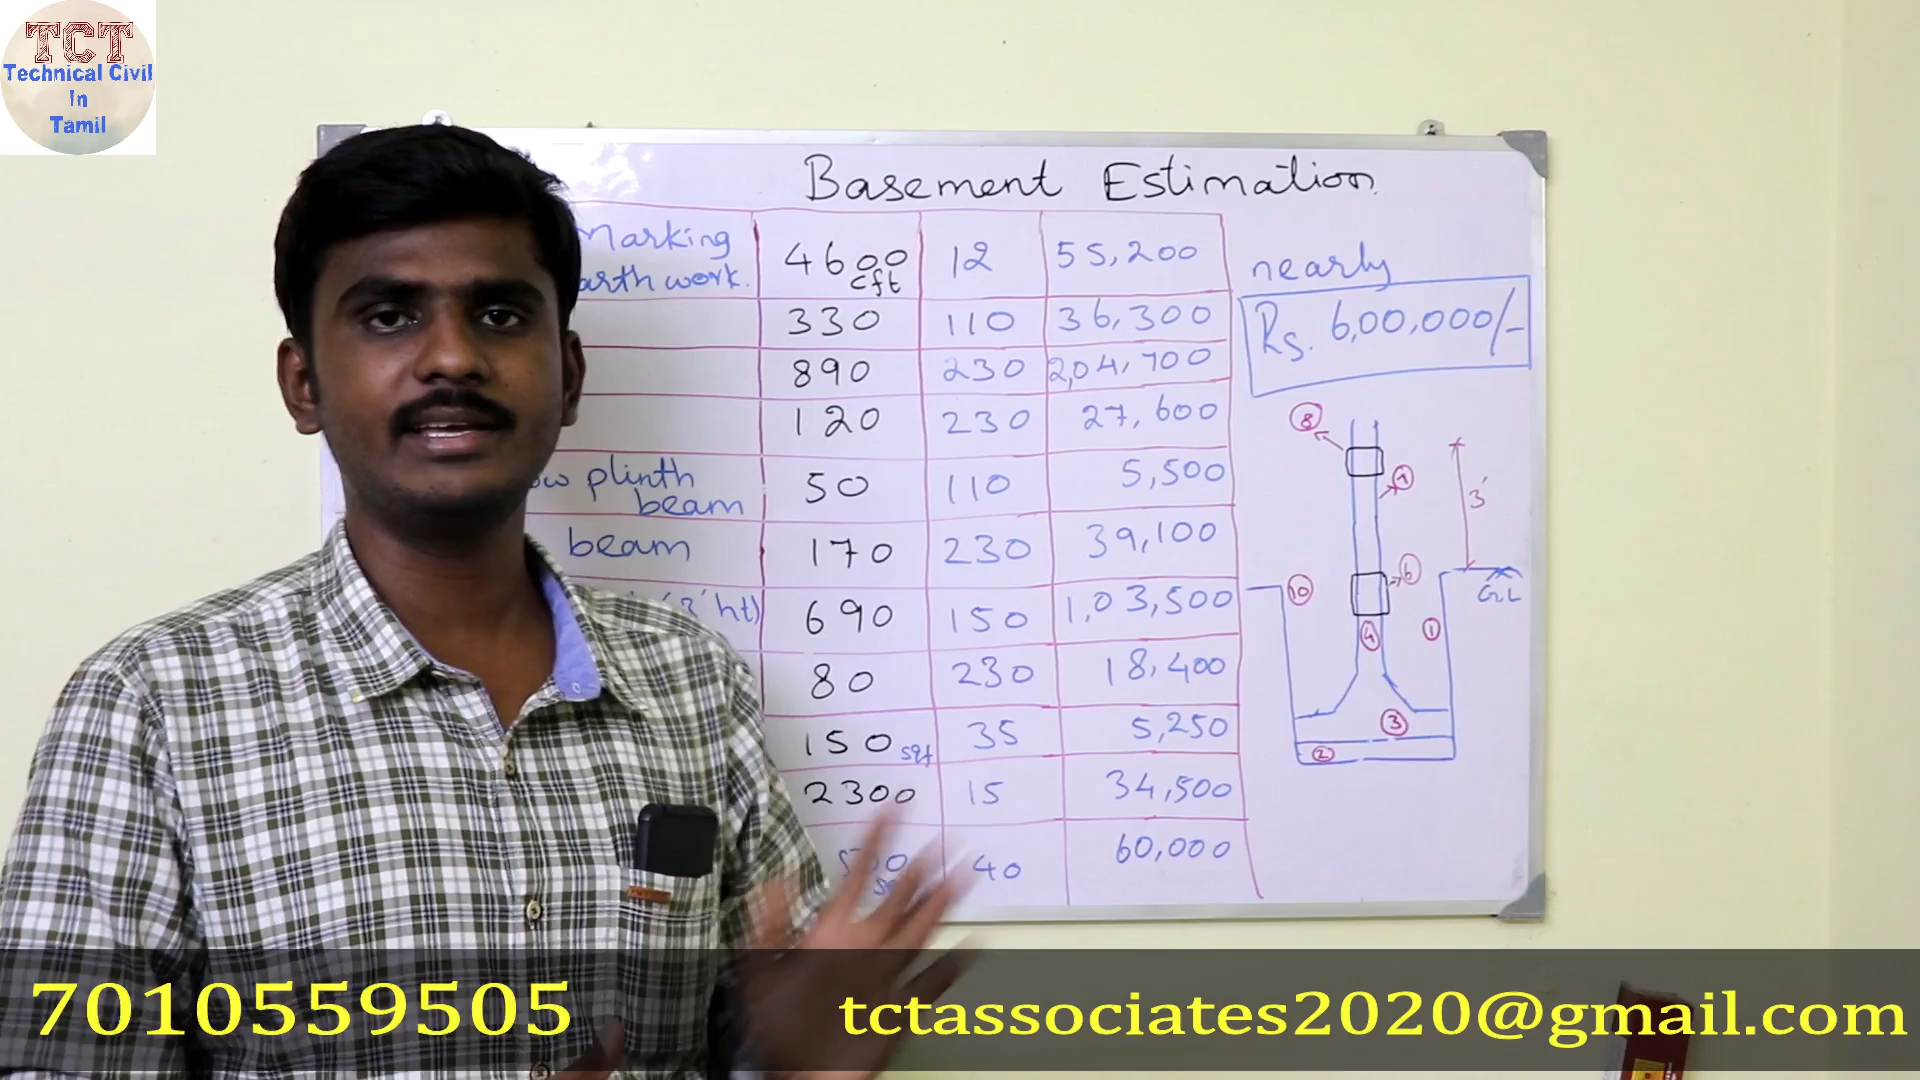 TCT
Technical Civil
In
Tamil
Basement Estimation
Marking 4600 12 55,200
work. cft
330 110 36,300
890 230 2,04,700
120 230 27,600
plinth 50 110 5,500
beam
beam 170 230 39,100
ht) 690 150 1,03,500
80 230 18,400
150 sqf 35 5,250
2300 15 34,500
40 60,000
nearly
Rs. 6,00,000/-
8
3'
6
10
G.L
4
1
3
2
7010559505
tctassociates2020@gmail.com